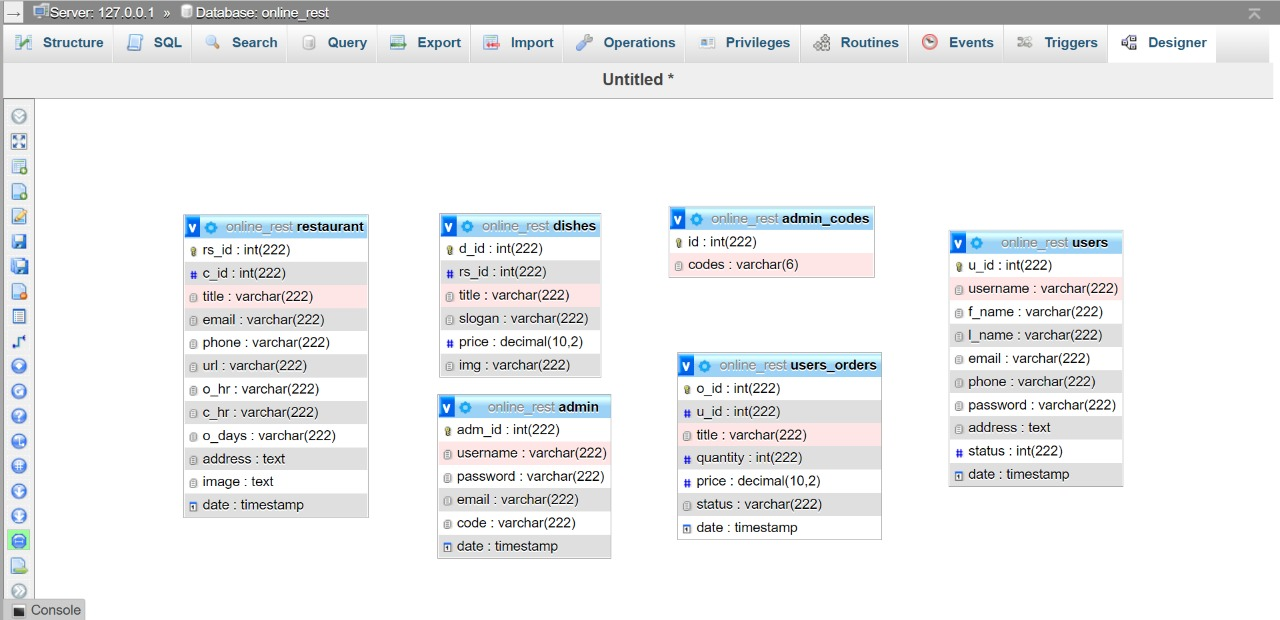 Server: 127.0.0.1 » Database: online_rest
Structure SQL Search Query Export Import Operations Privileges Routines Events Triggers Designer
Untitled *
online_rest restaurant
rs_id : int(222)
c_id : int(222)
title : varchar(222)
email : varchar(222)
phone : varchar(222)
url : varchar(222)
o_hr : varchar(222)
c_hr : varchar(222)
o_days : varchar(222)
address : text
image : text
date : timestamp
online_rest dishes
d_id : int(222)
rs_id : int(222)
title : varchar(222)
slogan : varchar(222)
price : decimal(10,2)
img : varchar(222)
online_rest admin
adm_id : int(222)
username : varchar(222)
password : varchar(222)
email : varchar(222)
code : varchar(222)
date : timestamp
online_rest admin_codes
id : int(222)
codes : varchar(6)
online_rest users_orders
o_id : int(222)
u_id : int(222)
title : varchar(222)
quantity : int(222)
price : decimal(10,2)
status : varchar(222)
date : timestamp
online_rest users
u_id : int(222)
username : varchar(222)
f_name : varchar(222)
l_name : varchar(222)
email : varchar(222)
phone : varchar(222)
password : varchar(222)
address : text
status : int(222)
date : timestamp
Console